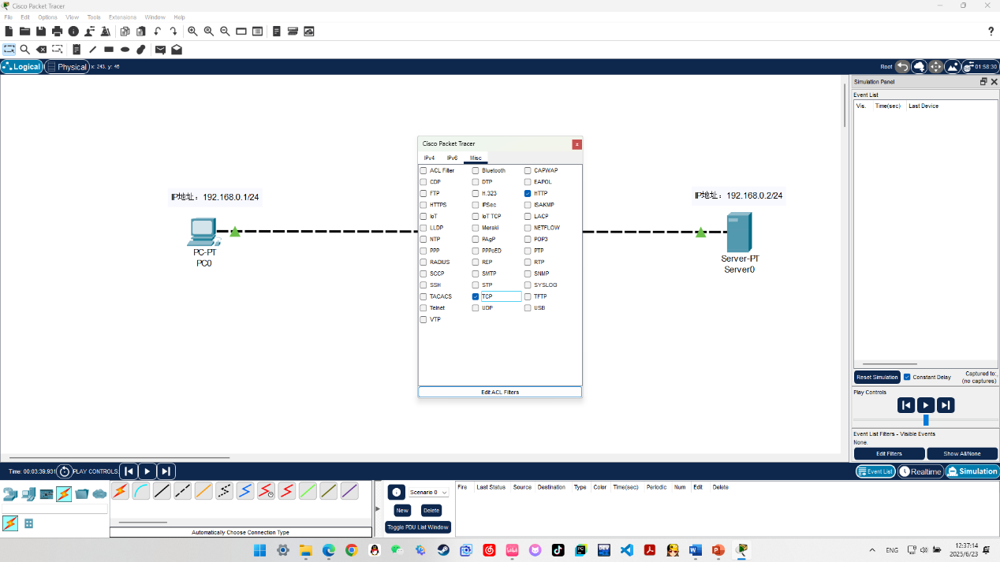 Cisco Packet Tracer
File Edit Options View Tools Extensions Window Help
?
Logical Physical x: 243, y: 46 Root 01:58:30
Simulation Panel
Event List
Vis. Time(sec) Last Device
Cisco Packet Tracer
x
IPv4 IPv6 Misc
ACL Filter Bluetooth CAPWAP
CDP DTP EAPOL
FTP H.323 HTTP
HTTPS IPSec ISAKMP
IoT IoT TCP LACP
LLDP Meraki NETFLOW
NTP PAgP POP3
PPP PPPoED PTP
RADIUS REP RTP
SCCP SMTP SNMP
SSH STP SYSLOG
TACACS TCP TFTP
Telnet UDP USB
VTP
Edit ACL Filters
IP地址：192.168.0.1/24
PC-PT
PC0
IP地址：192.168.0.2/24
Server-PT
Server0
Reset Simulation Constant Delay Captured to:
(no captures)
Play Controls
Event List Filters - Visible Events
None.
Edit Filters Show All/None
Time: 00:03:39.931 PLAY CONTROLS: Event List Realtime Simulation
Scenario 0
New Delete
Toggle PDU List Window
Fire Last Status Source Destination Type Color Time(sec) Periodic Num Edit Delete
Automatically Choose Connection Type
ENG
12:37:14
2025/6/23